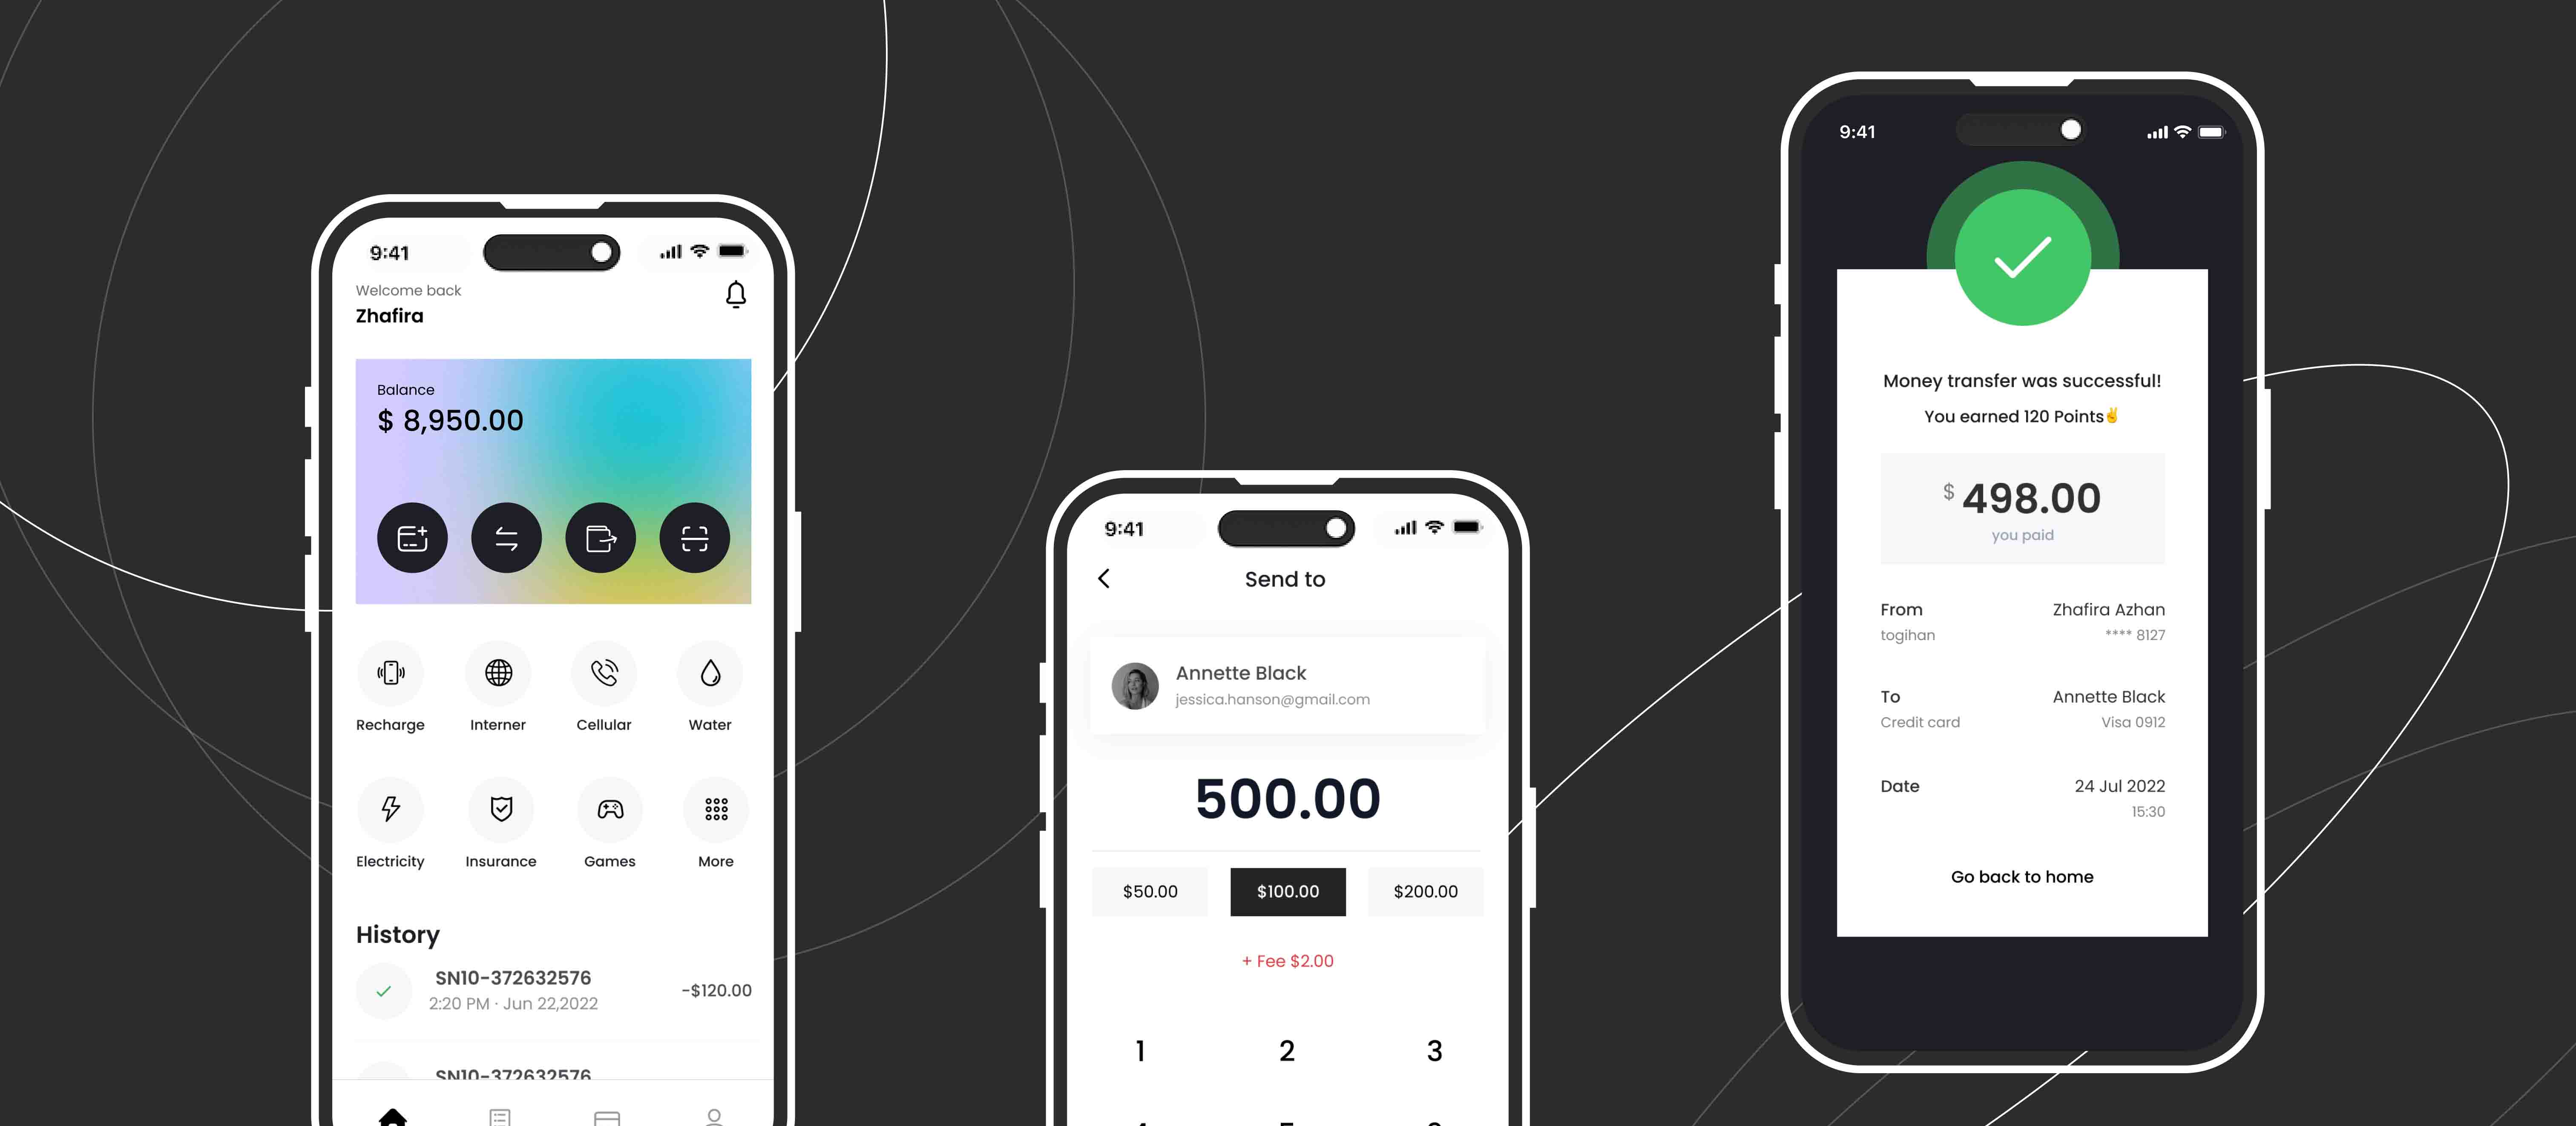 9:41
Welcome back
Zhafira
Balance
$ 8,950.00
Recharge Interner Cellular Water
Electricity Insurance Games More
History
SN10-372632576
2:20 PM · Jun 22,2022
-$120.00
SN10-372632576
9:41
Send to
Annette Black
jessica.hanson@gmail.com
500.00
$50.00 $100.00 $200.00
+ Fee $2.00
1 2 3
9:41
Money transfer was successful!
You earned 120 Points✌️
$ 498.00
you paid
From Zhafira Azhan
togihan **** 8127
To Annette Black
Credit card Visa 0912
Date 24 Jul 2022
15:30
Go back to home